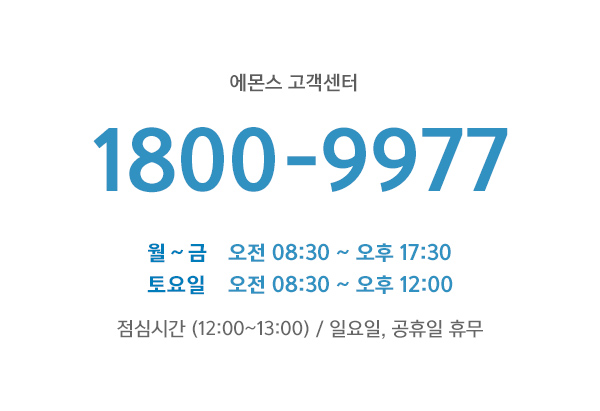 에몬스 고객센터
1800-9977
월 ~ 금 오전 08:30 ~ 오후 17:30
토요일 오전 08:30 ~ 오후 12:00
점심시간 (12:00~13:00) / 일요일, 공휴일 휴무